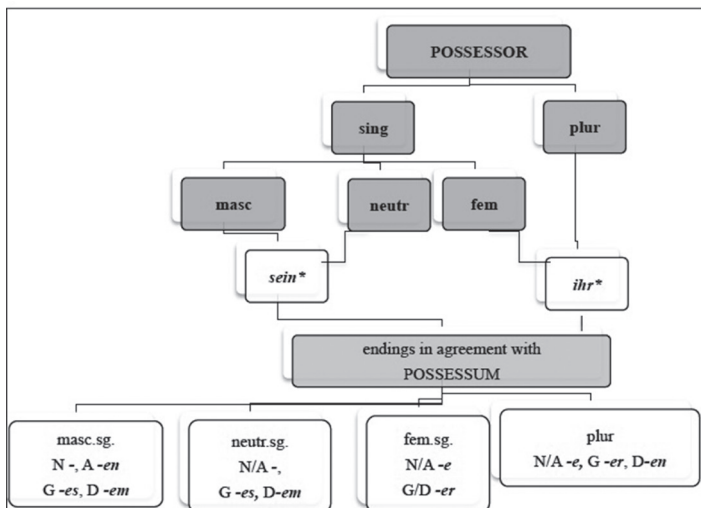 POSSESSOR
sing
plur
masc
neutr
fem
sein*
ihr*
endings in agreement with
POSSESSUM
masc.sg.
N -, A -en
G -es, D -em
neutr.sg.
N/A -,
G -es, D-em
fem.sg.
N/A -e
G/D -er
plur
N/A -e, G -er, D-en